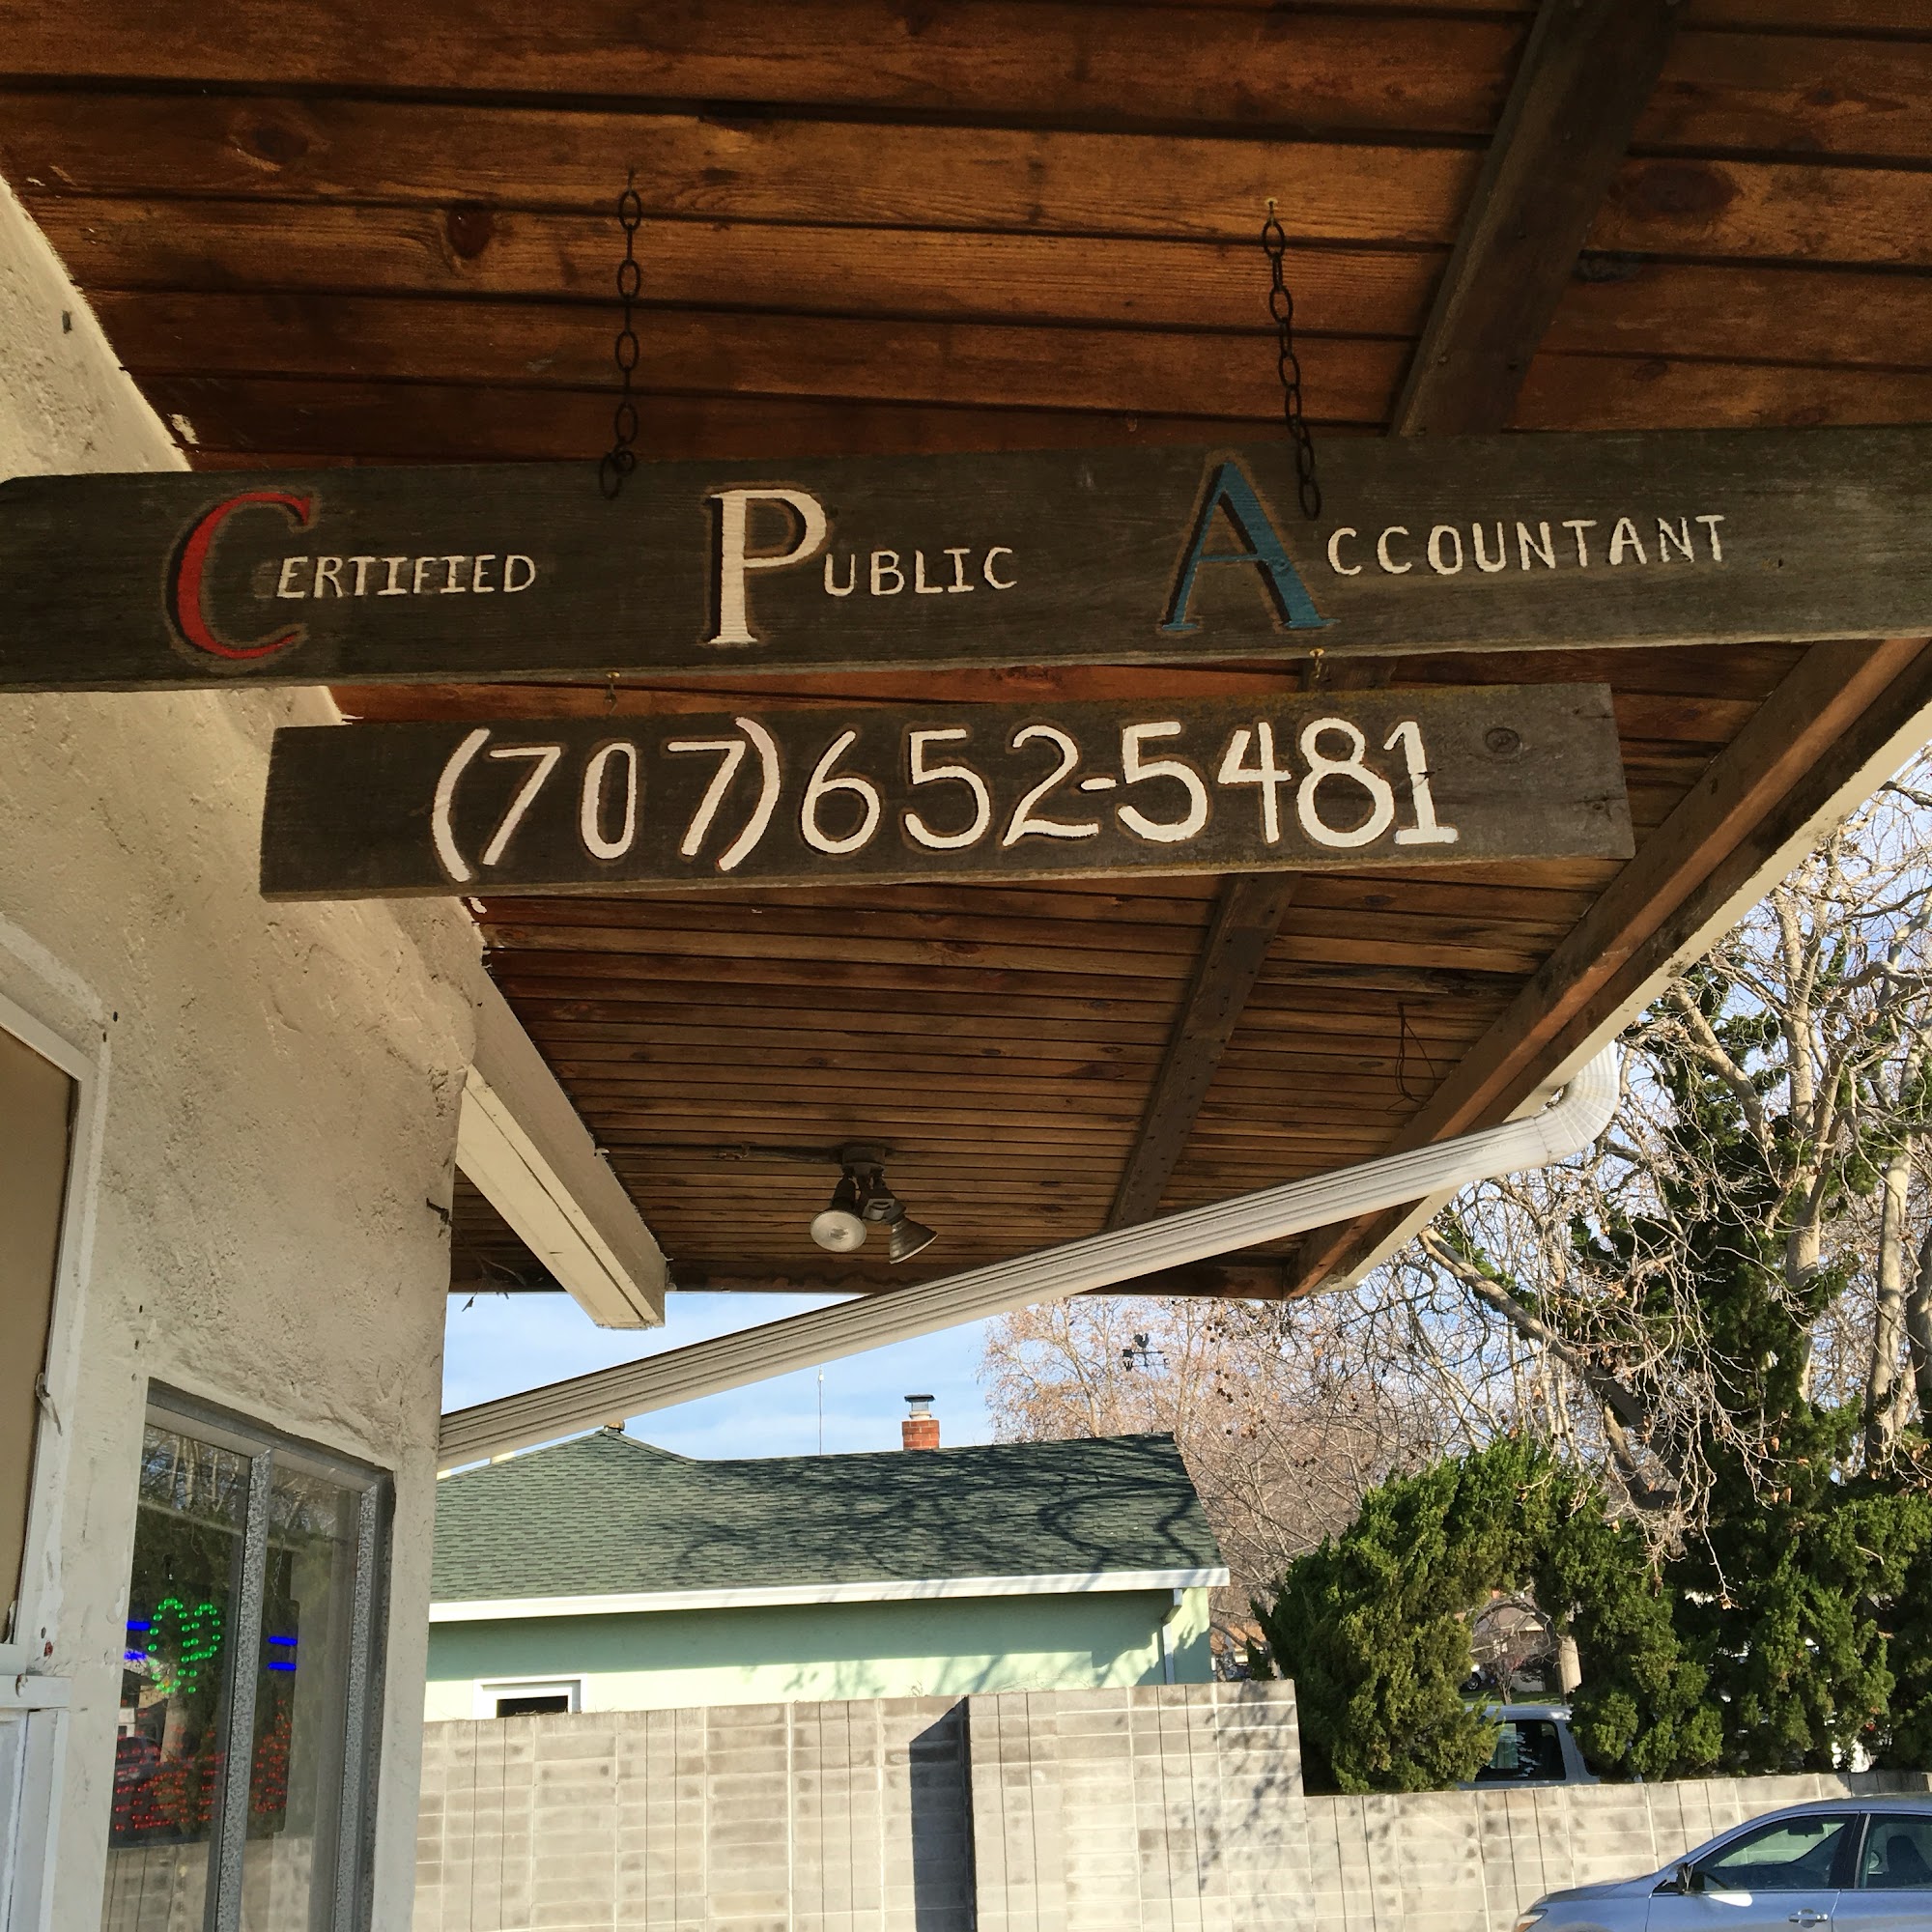 CERTIFIED PUBLIC ACCOUNTANT
(707)652-5481